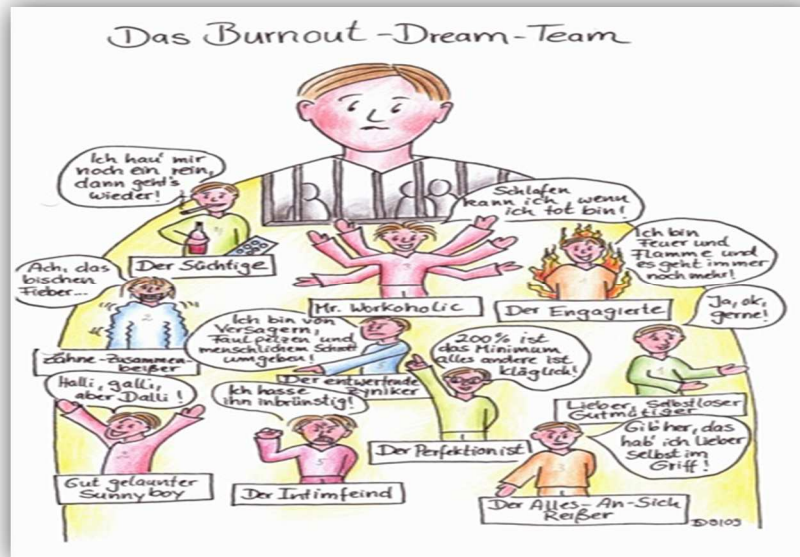 Das Burnout-Dream-Team
Ich hau' mir
noch ein rein,
dann geht's
wieder!
Der Süchtige
Schlafen
kann ich wenn
ich tot bin!
Mr. Workoholic
Ich bin
Feuer und
Flamme und
es geht immer
noch mehr!
Der Engagierte
Ach, das
bischen
Fieber...
Zähne-Zusammen-
beißer
Ich bin von
Versagern,
Faulpelzen und
menschlichem Schrott
umgeben!
Der entwertende
Zyniker
200% ist
das Minimum
alles andere ist
kläglich!
Der Perfektionist
Ja, ok,
gerne!
Lieber, Selbstloser
Gutmütiger
Halli, galli,
aber Dalli!
Gut gelaunter
Sunnyboy
Ich hasse
ihn inbrünstig!
Der Intimfeind
Gib her, das
hab' ich lieber
selbst im
Griff!
Der Alles-An-Sich
Reißer